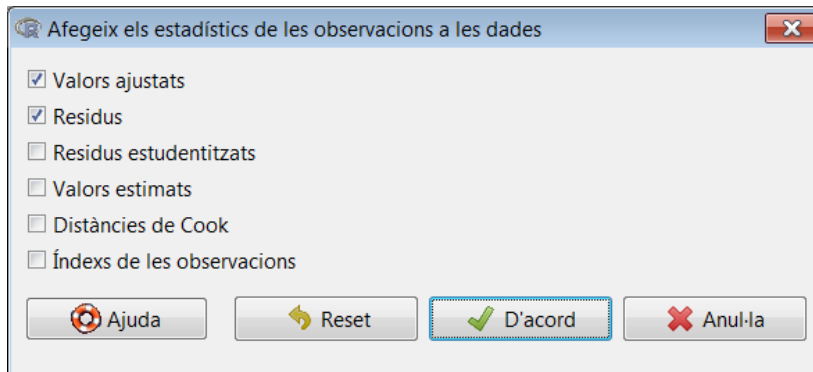 Afegeix els estadístics de les observacions a les dades
Valors ajustats
Residus
Residus estudentitzats
Valors estimats
Distàncies de Cook
Índexs de les observacions
Ajuda Reset D'acord Anul·la